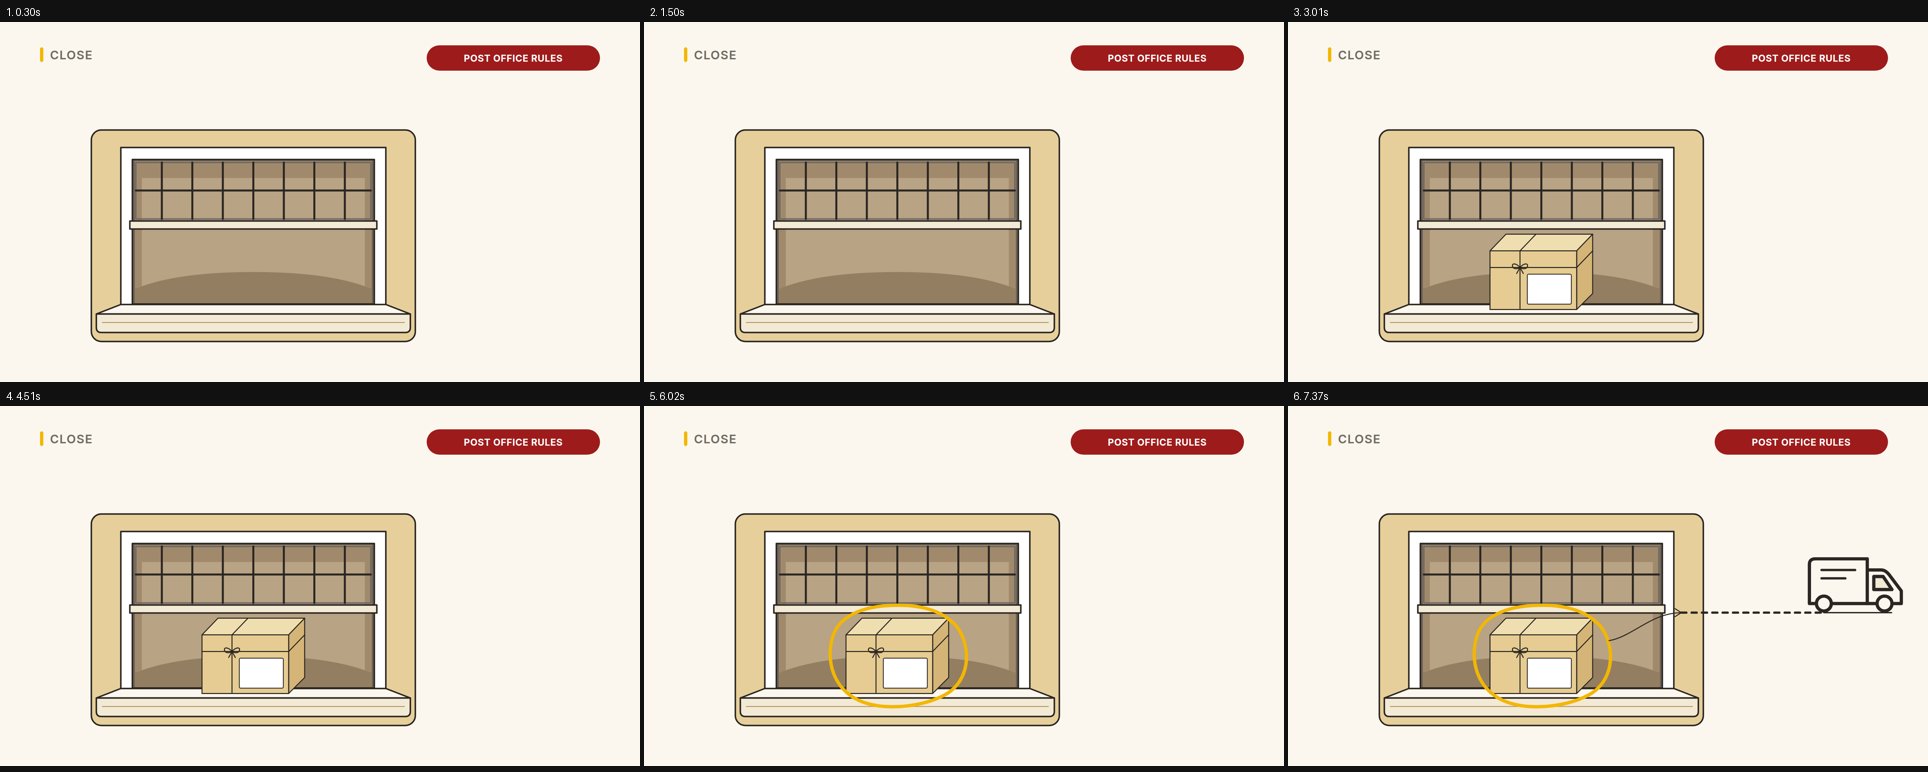 1. 0.30s
2. 1.50s
3. 3.01s
CLOSE
POST OFFICE RULES
CLOSE
POST OFFICE RULES
CLOSE
POST OFFICE RULES
4. 4.51s
5. 6.02s
6. 7.37s
CLOSE
POST OFFICE RULES
CLOSE
POST OFFICE RULES
CLOSE
POST OFFICE RULES